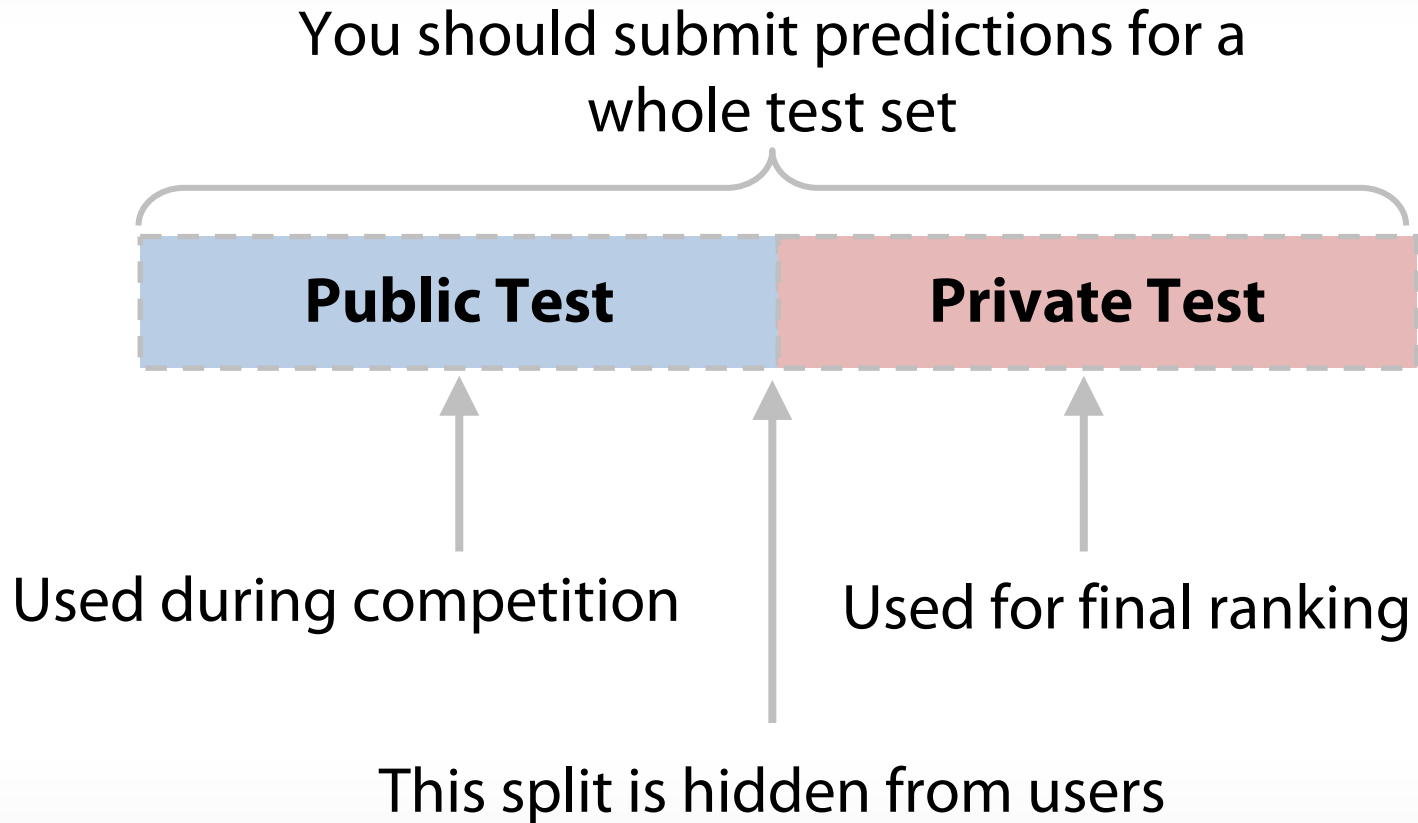 You should submit predictions for a
whole test set
Public Test
Private Test
Used during competition
Used for final ranking
This split is hidden from users